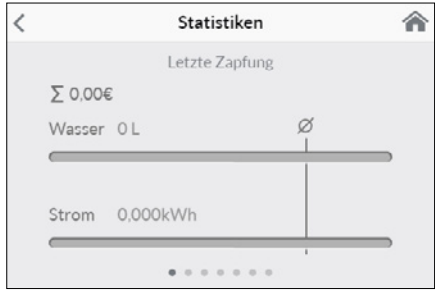 Statistiken
Letzte Zapfung
Σ 0,00€
Wasser 0 L Ø
Strom 0,000kWh